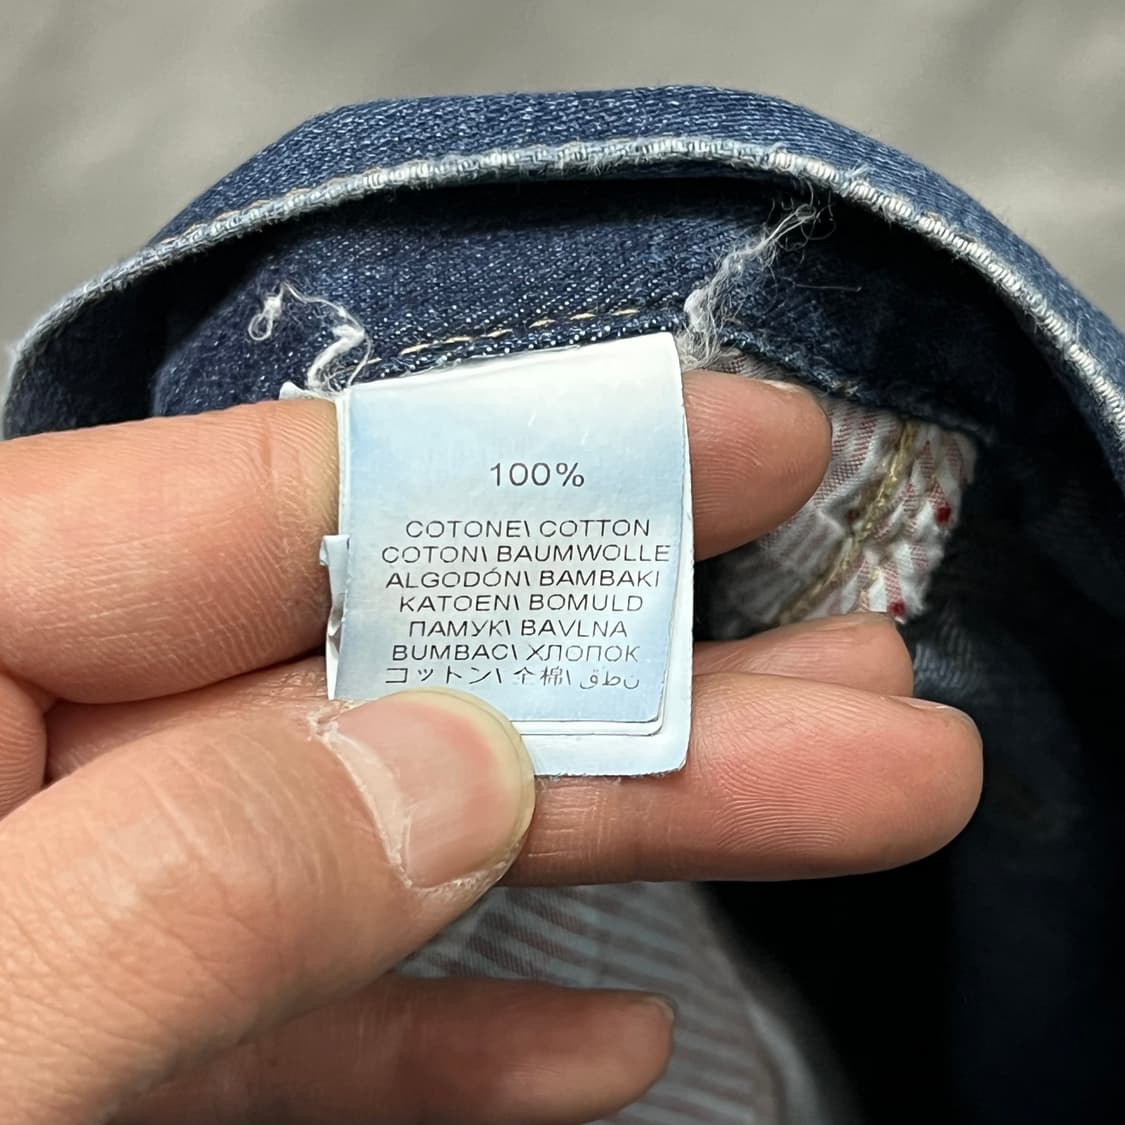 100%
COTONE\ COTTON
COTON\ BAUMWOLLE
ALGODÓN\ BAMBAKI
KATOEN\ BOMULD
ПАМУК\ BAVLNA
BUMBAC\ ХЛОПОК
コットン\ 全棉\ ن ط ق